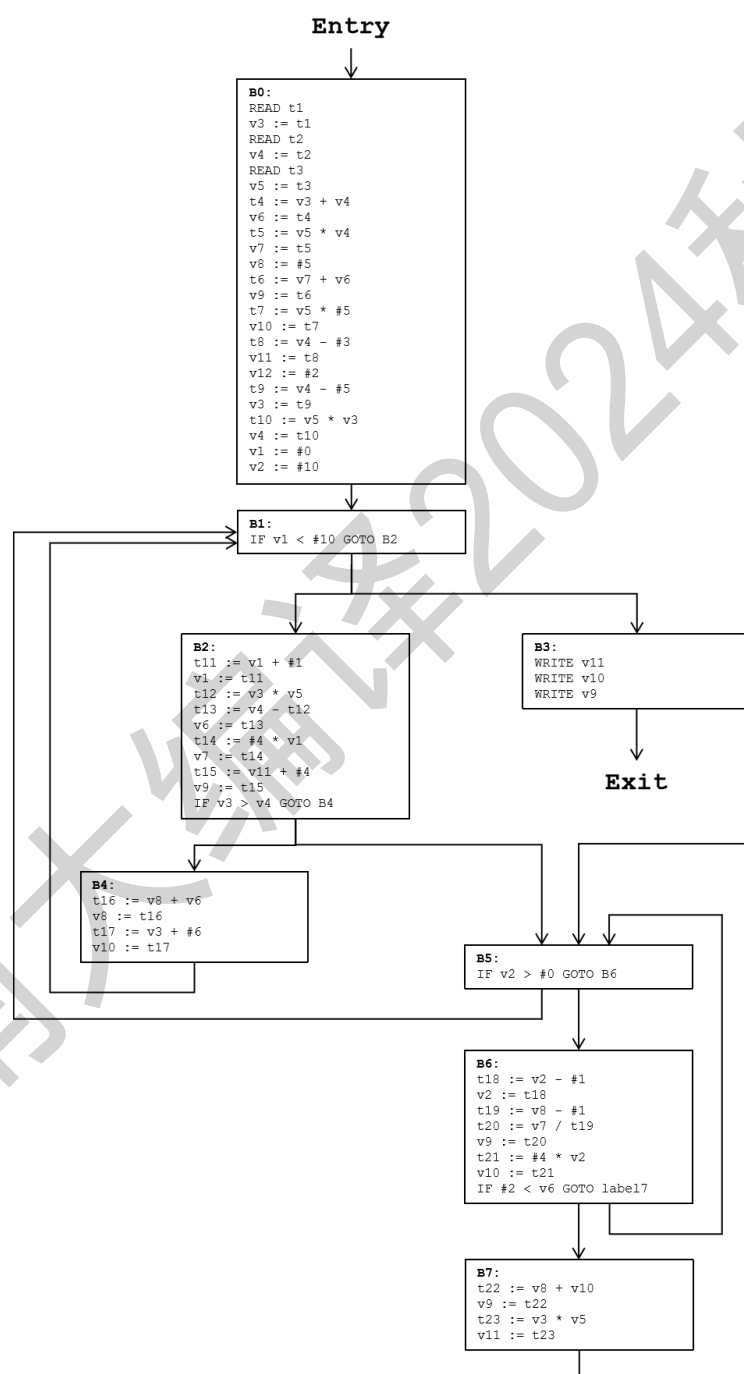 Entry
B0:
READ t1
v3 := t1
READ t2
v4 := t2
READ t3
v5 := t3
t4 := v3 + v4
v6 := t4
t5 := v5 * v4
v7 := t5
v8 := #5
t6 := v7 + v6
v9 := t6
t7 := v5 * #5
v10 := t7
t8 := v4 - #3
v11 := t8
v12 := #2
t9 := v4 - #5
v3 := t9
t10 := v5 * v3
v4 := t10
v1 := #0
v2 := #10
B1:
IF v1 < #10 GOTO B2
B2:
t11 := v1 + #1
v1 := t11
t12 := v3 * v5
t13 := v4 - t12
v6 := t13
t14 := #4 * v1
v7 := t14
t15 := v11 + #4
v9 := t15
IF v3 > v4 GOTO B4
B3:
WRITE v11
WRITE v10
WRITE v9
Exit
B4:
t16 := v8 + v6
v8 := t16
t17 := v3 + #6
v10 := t17
B5:
IF v2 > #0 GOTO B6
B6:
t18 := v2 - #1
v2 := t18
t19 := v8 - #1
t20 := v7 / t19
v9 := t20
t21 := #4 * v2
v10 := t21
IF #2 < v6 GOTO label7
B7:
t22 := v8 + v10
v9 := t22
t23 := v3 * v5
v11 := t23
大编译2024